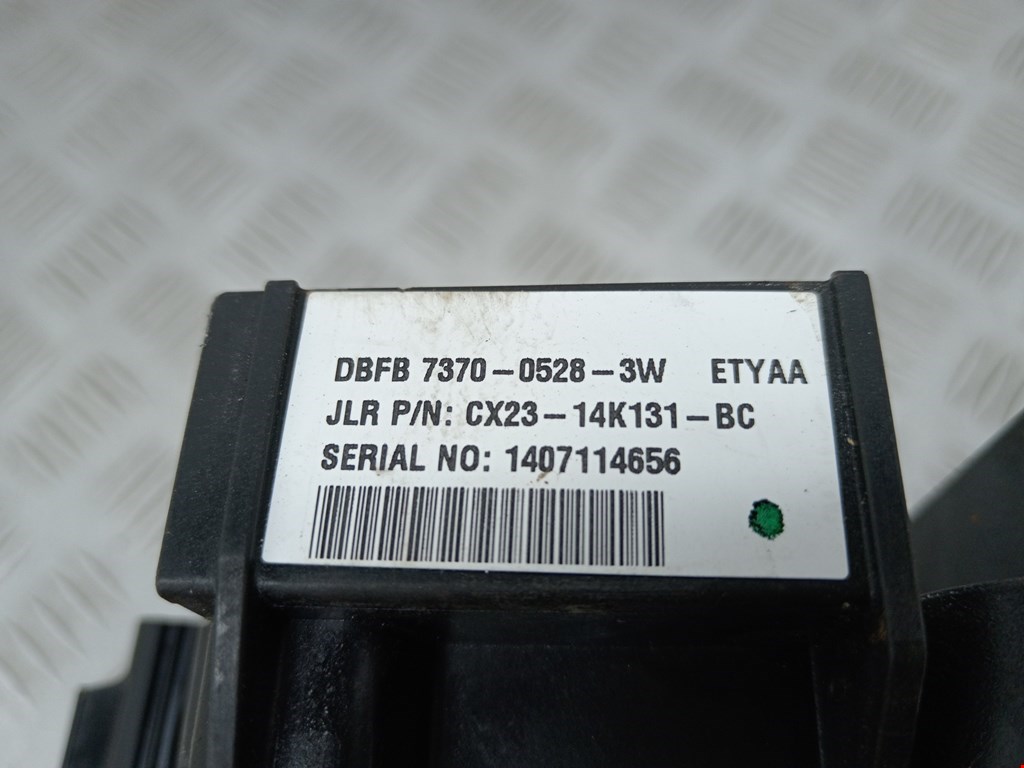 DBFB 7370-0528-3W ETYAA
JLR P/N: CX23-14K131-BC
SERIAL NO: 1407114656